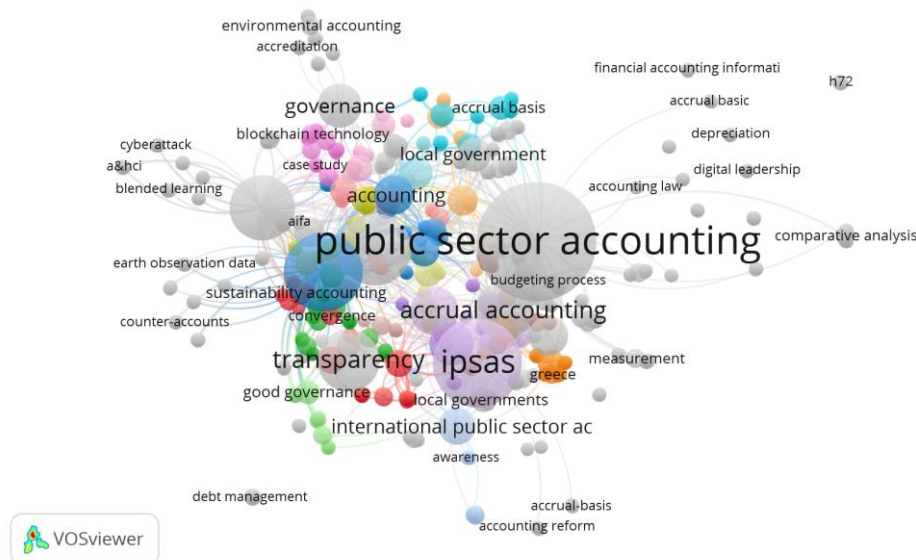 environmental accounting
accreditation
financial accounting informati
h72
governance
accrual basis
accrual basic
blockchain technology
depreciation
cyberattack
local government
case study
a&hci
digital leadership
blended learning
accounting
accounting law
aifa
public sector accounting
comparative analysis
earth observation data
budgeting process
sustainability accounting
accrual accounting
convergence
counter-accounts
transparency
ipsas
measurement
greece
good governance
local governments
international public sector ac
awareness
debt management
accrual-basis
accounting reform
VOSviewer